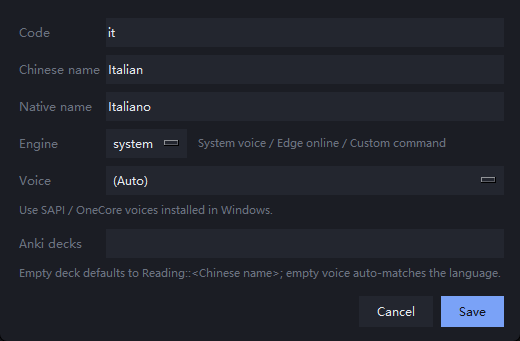 Code it
Chinese name Italian
Native name Italiano
Engine system System voice / Edge online / Custom command
Voice (Auto)
Use SAPI / OneCore voices installed in Windows.
Anki decks
Empty deck defaults to Reading::<Chinese name>; empty voice auto-matches the language.
Cancel Save